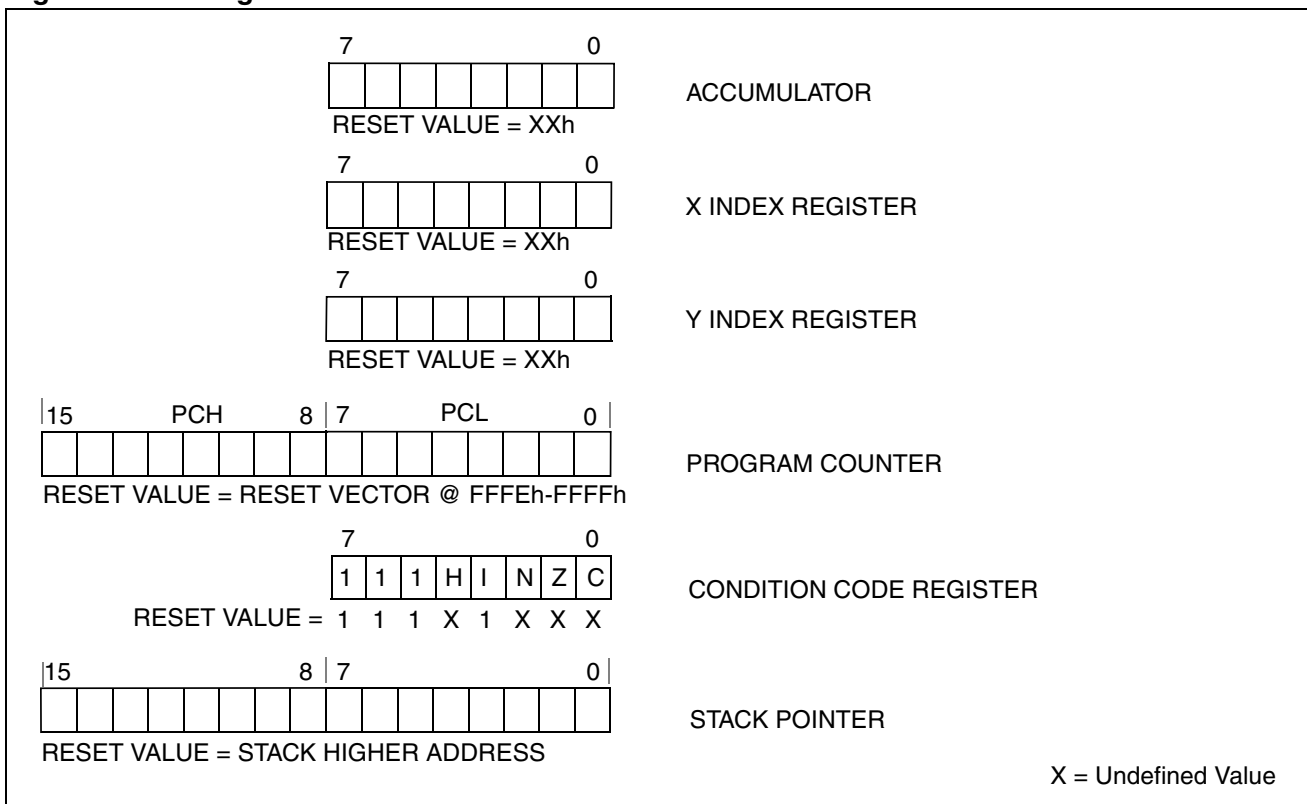 7 0
ACCUMULATOR
RESET VALUE = XXh
7 0
X INDEX REGISTER
RESET VALUE = XXh
7 0
Y INDEX REGISTER
RESET VALUE = XXh
15 PCH 8 7 PCL 0
PROGRAM COUNTER
RESET VALUE = RESET VECTOR @ FFFEh-FFFFh
7 0
1 1 1 H I N Z C
CONDITION CODE REGISTER
RESET VALUE = 1 1 1 X 1 X X X
15 8 7 0
STACK POINTER
RESET VALUE = STACK HIGHER ADDRESS
X = Undefined Value